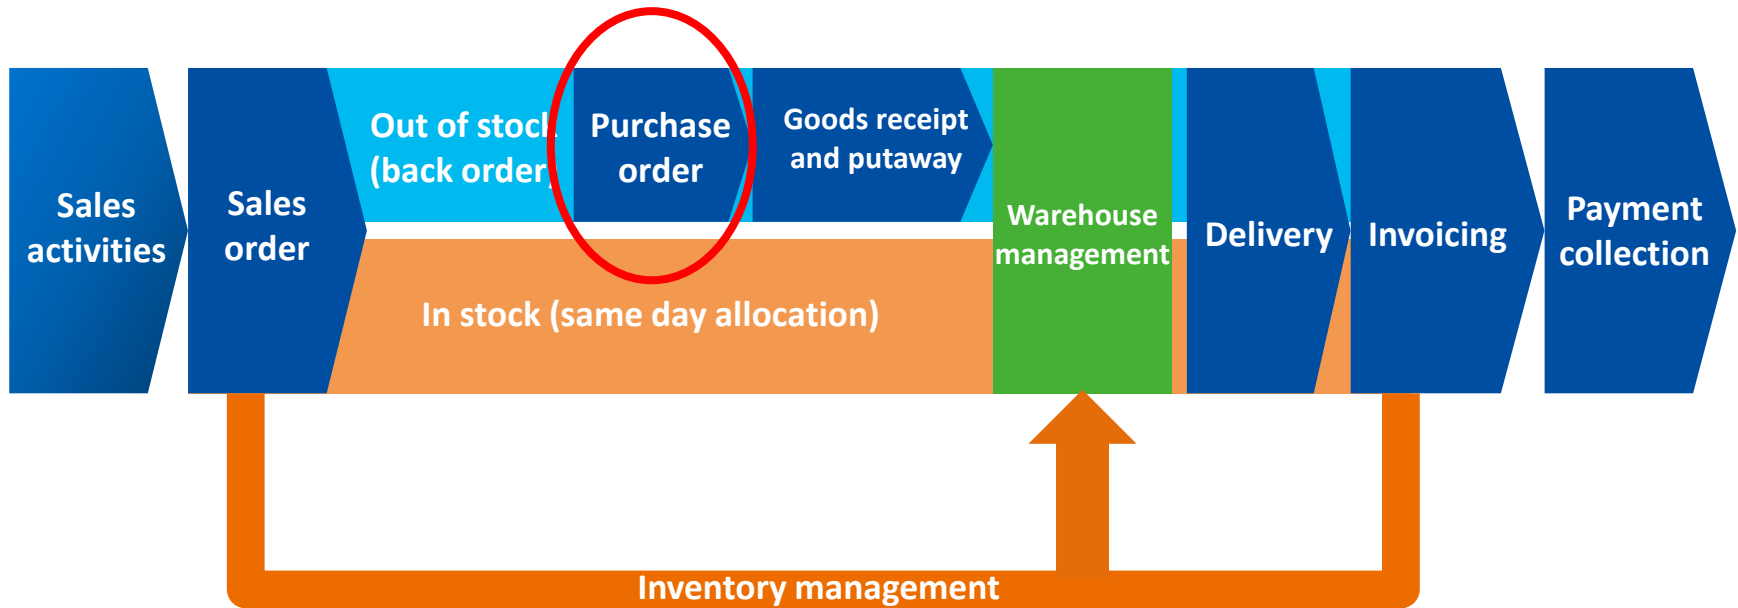 Sales
activities
Sales
order
Out of stock
(back order)
Purchase
order
Goods receipt
and putaway
In stock (same day allocation)
Warehouse
management
Delivery
Invoicing
Payment
collection
Inventory management